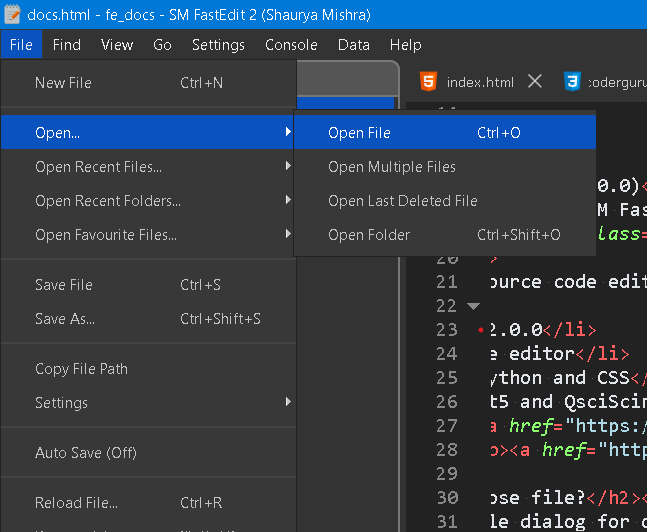 docs.html - fe_docs - SM FastEdit 2 (Shaurya Mishra)
File Find View Go Settings Console Data Help
New File Ctrl+N
Open...
Open Recent Files...
Open Recent Folders...
Open Favourite Files...
Save File Ctrl+S
Save As... Ctrl+Shift+S
Copy File Path
Settings
Auto Save (Off)
Reload File... Ctrl+R
Open File Ctrl+O
Open Multiple Files
Open Last Deleted File
Open Folder Ctrl+Shift+O
index.html
0.0)<
M Fas
class=
20 >
21 ource code edit
22
23 2.0.0</li>
24 e editor</li>
25 ython and CSS</
26 t5 and QsciScin
27 a href="https:/
28 ><a href="http
29
30 ose file?</h2><
31 le dialog for